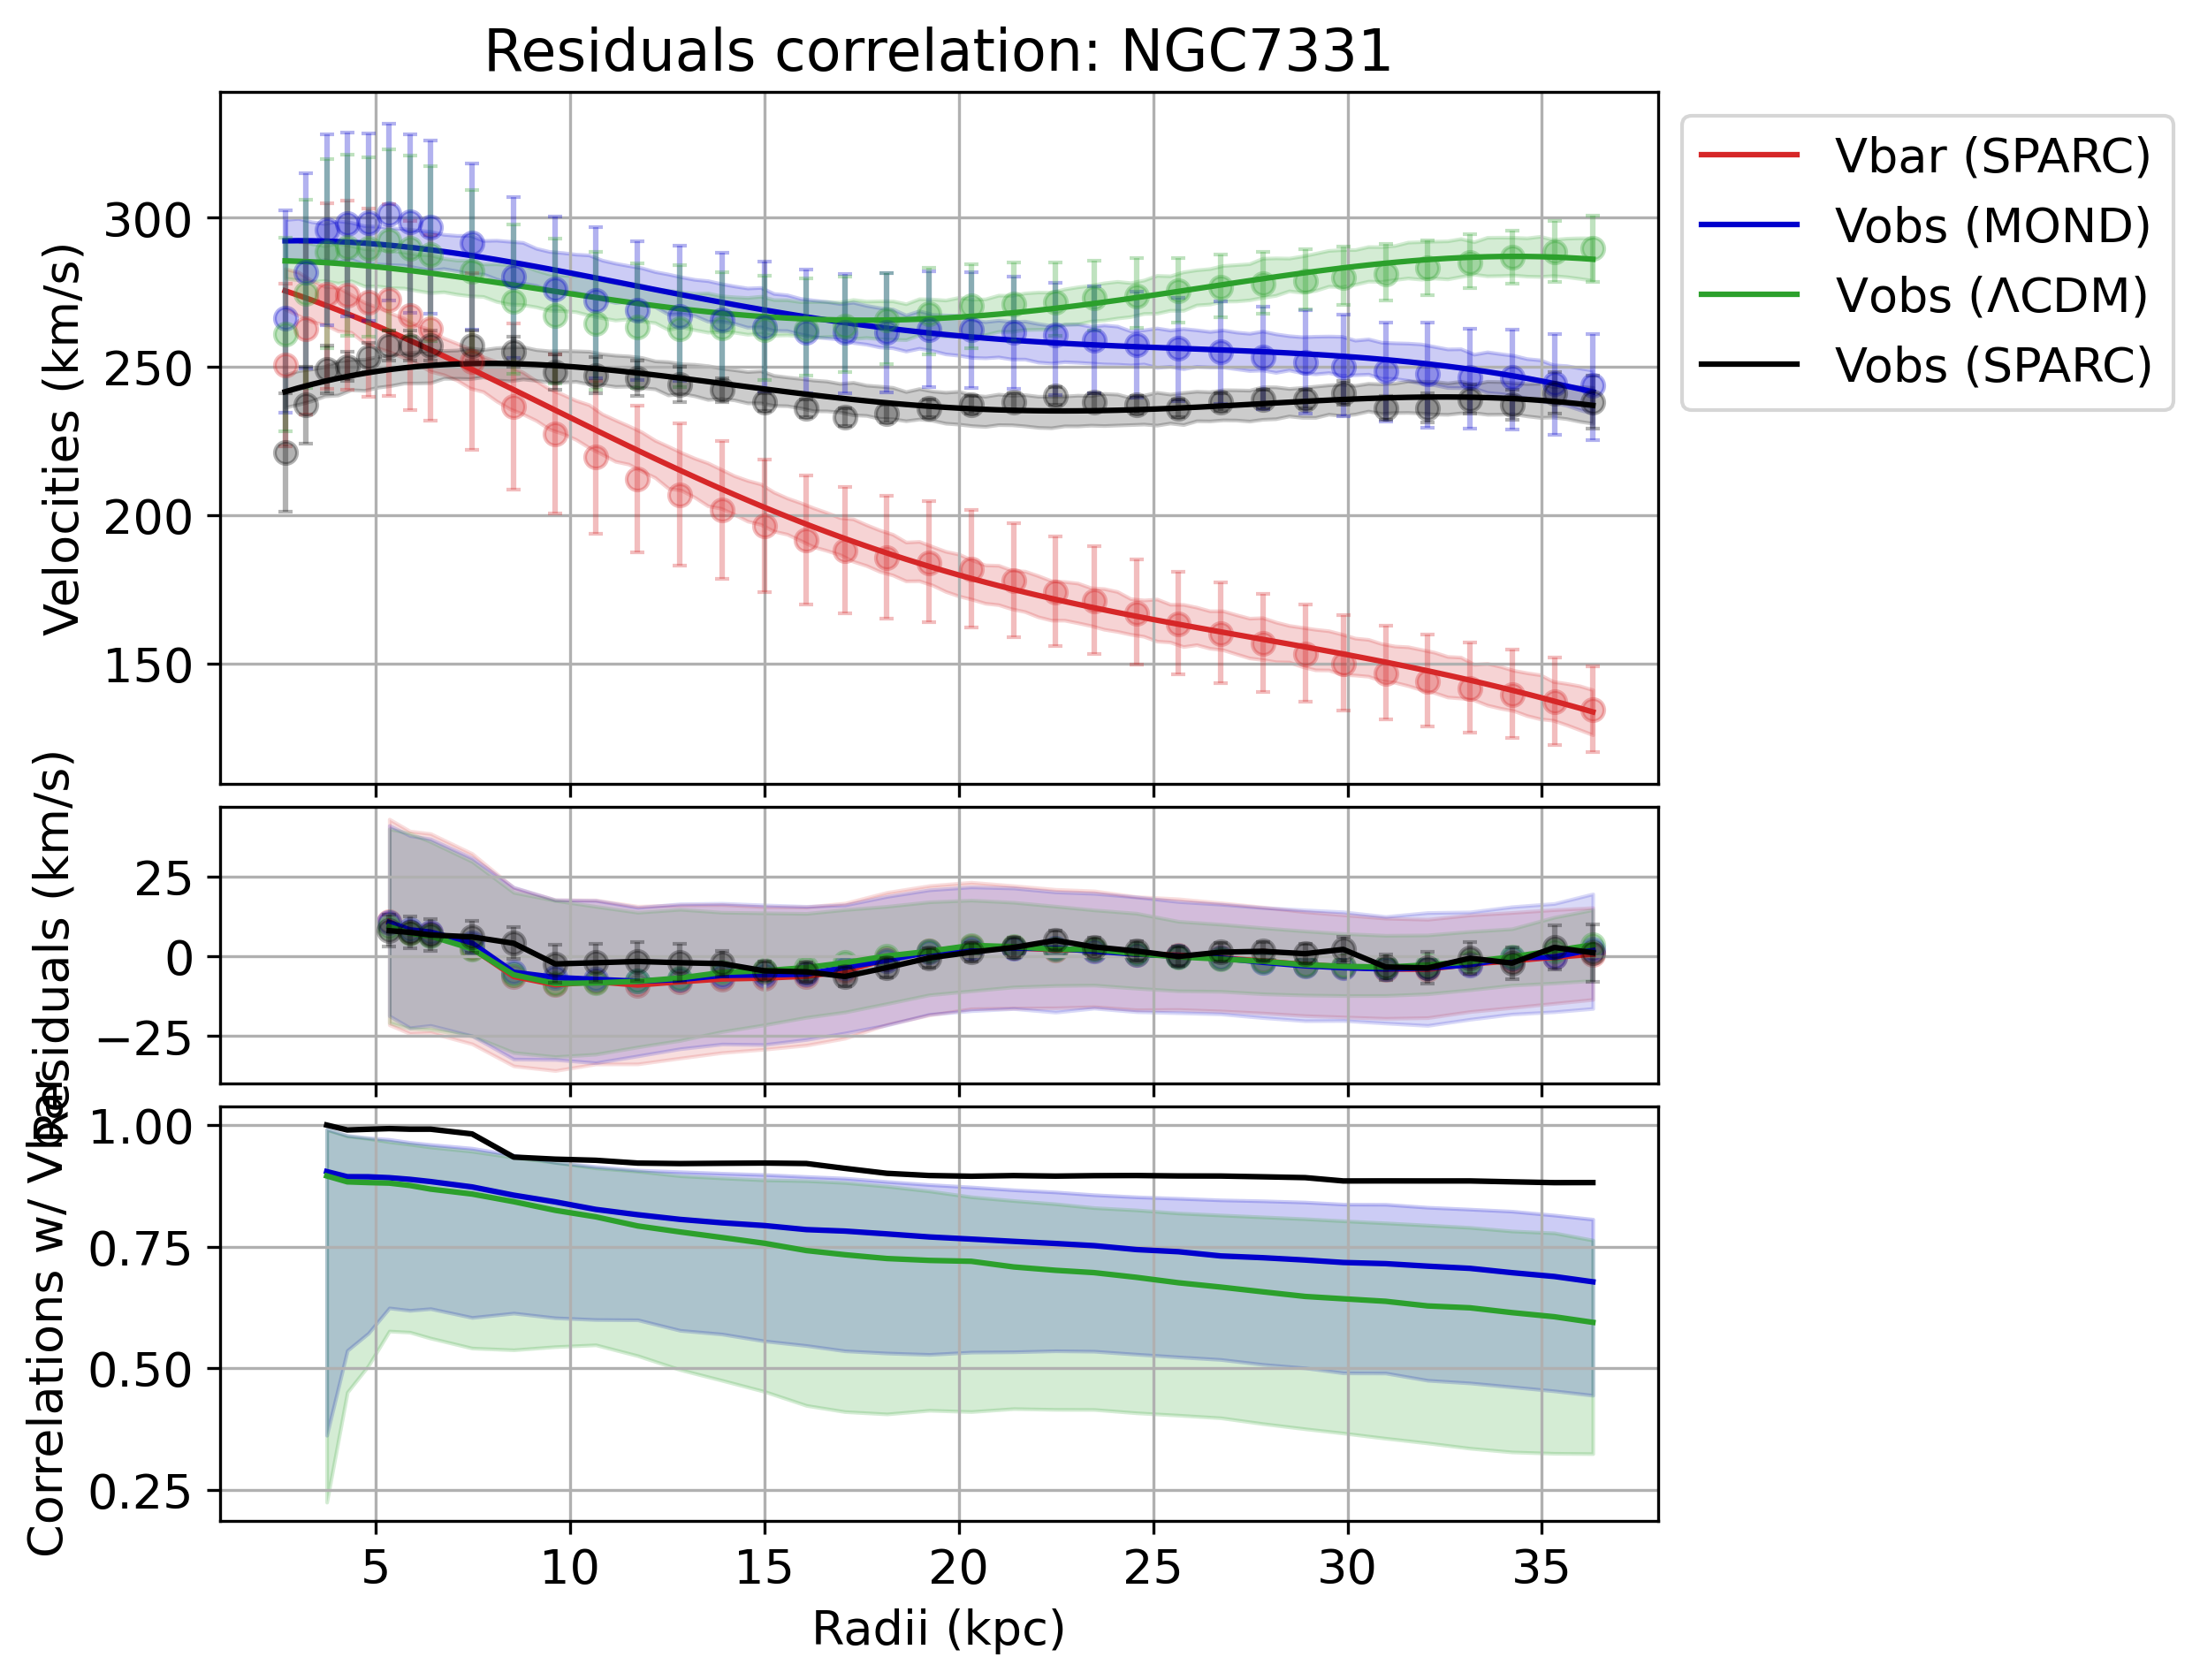 Residuals correlation: NGC7331
Velocities (km/s)
300
250
200
150
Vbar (SPARC)
Vobs (MOND)
Vobs (ΛCDM)
Vobs (SPARC)
Residuals (km/s)
25
0
−25
Correlations w/ Vbar
1.00
0.75
0.50
0.25
5 10 15 20 25 30 35
Radii (kpc)